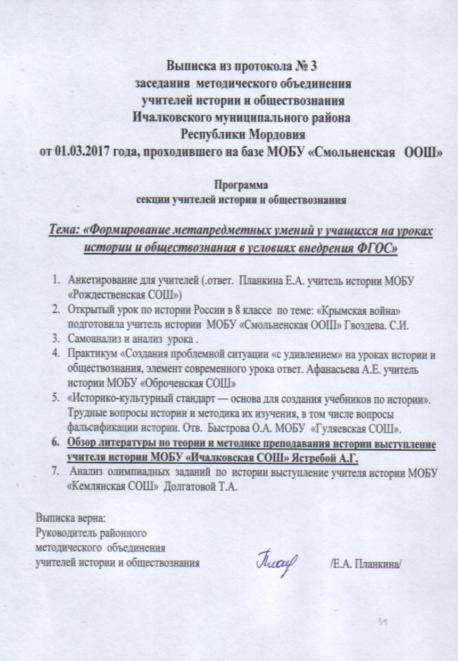 Выписка из протокола № 3
заседания методического объединения
учителей истории и обществознания
Ичалковского муниципального района
Республики Мордовия
от 01.03.2017 года, проходившего на базе МОБУ «Смольненская ООШ»
Программа
секции учителей истории и обществознания
Тема: «Формирование метапредметных умений у учащихся на уроках
истории и обществознания в условиях внедрения ФГОС»
1. Анкетирование для учителей (.ответ. Планкина Е.А. учитель истории МОБУ
«Рождественская СОШ»)
2. Открытый урок по истории России в 8 классе по теме: «Крымская война»
подготовила учитель истории МОБУ «Смольненская ООШ» Гвоздева. С.И.
3. Самоанализ и анализ урока .
4. Практикум «Создания проблемной ситуации «с удивлением» на уроках истории и
обществознания, элемент современного урока ответ. Афанасьева А.Е. учитель
истории МОБУ «Оброченская СОШ»
5. «Историко-культурный стандарт — основа для создания учебников по истории».
Трудные вопросы истории и методика их изучения, в том числе вопросы
фальсификации истории. Отв. Быстрова О.А. МОБУ «Гуляевская СОШ».
6. Обзор литературы по теории и методике преподавания истории выступление
учителя истории МОБУ «Ичалковская СОШ» Ястребой А.Г.
7. Анализ олимпиадных заданий по истории выступление учителя истории МОБУ
«Кемлянская СОШ» Долгатовой Т.А.
Выписка верна:
Руководитель районного
методического объединения
учителей истории и обществознания /Е.А. Планкина/